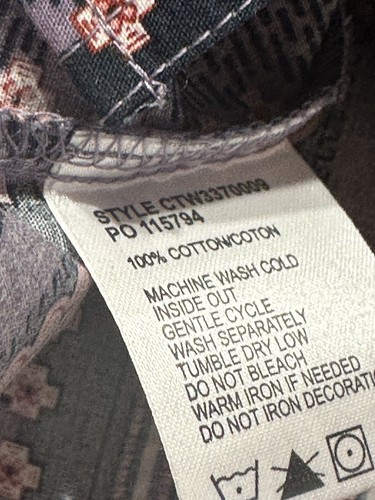 STYLE CTW3370009
PO 115794
100% COTTON/COTON
MACHINE WASH COLD
INSIDE OUT
GENTLE CYCLE
WASH SEPARATELY
TUMBLE DRY LOW
DO NOT BLEACH
WARM IRON IF NEEDED
DO NOT IRON DECORATI